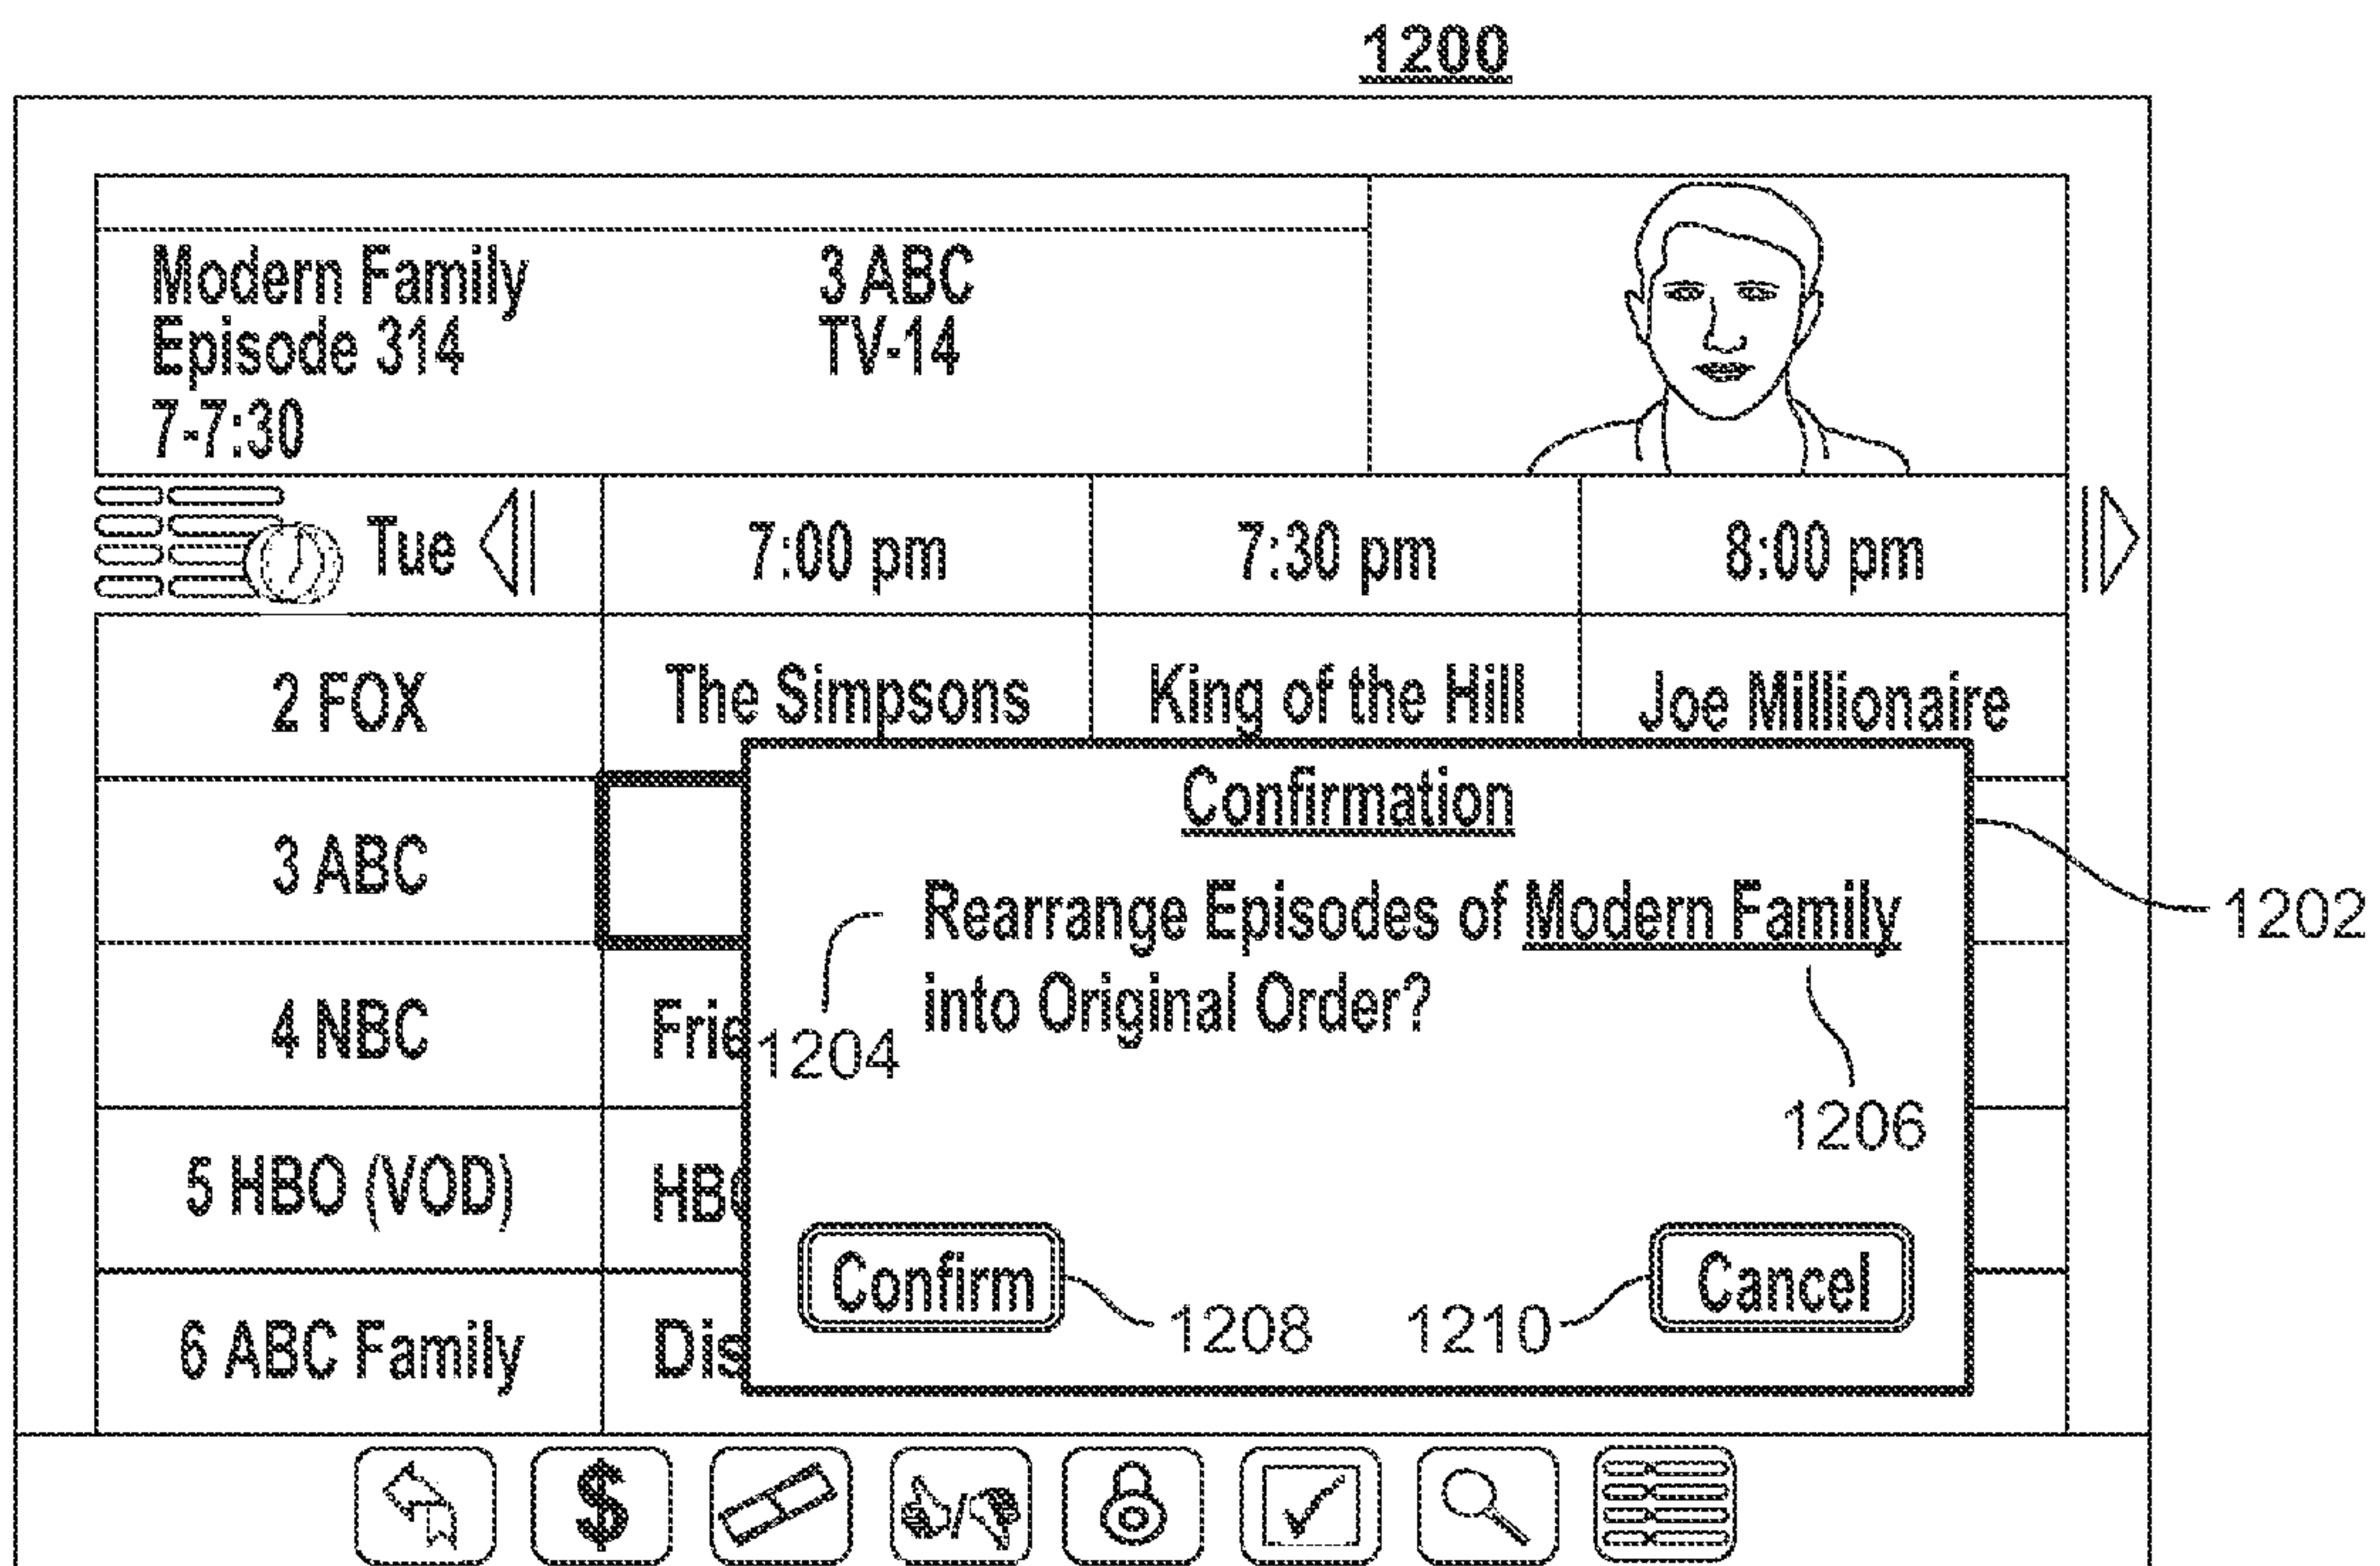 1200
Modern Family 3 ABC
Episode 314 TV-14
7-7:30
Tue 7:00 pm 7:30 pm 8:00 pm
2 FOX The Simpsons King of the Hill Joe Millionaire
Confirmation
3 ABC
Rearrange Episodes of Modern Family
1202
into Original Order?
4 NBC
1204
1206
5 HBO (VOD) HBO
Confirm Cancel
1208 1210
6 ABC Family Dis
$